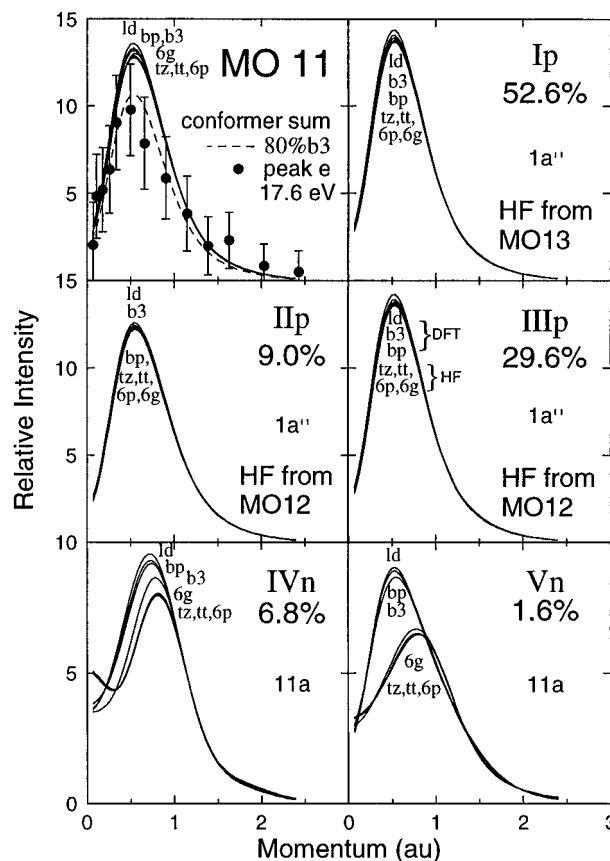 Relative Intensity
Momentum (au)
15
10
5
15
10
5
10
5
0
0
1
2
0
1
2
3
ld bp,b3
6g
tz,tt,6p
MO 11
conformer sum
---- 80%b3
● peak e
17.6 eV
Ip
52.6%
ld
b3
bp
tz,tt,
6p,6g
1a"
HF from
MO13
ld
b3
IIp
9.0%
bp,
tz,tt,
6p,6g
1a"
HF from
MO12
ld
b3
bp
tz,tt,
6p,6g
} DFT
} HF
IIIp
29.6%
1a"
HF from
MO12
ld
bp,b3
6g
tz,tt,6p
IVn
6.8%
11a
ld
bp
b3
6g
tz,tt,6p
Vn
1.6%
11a